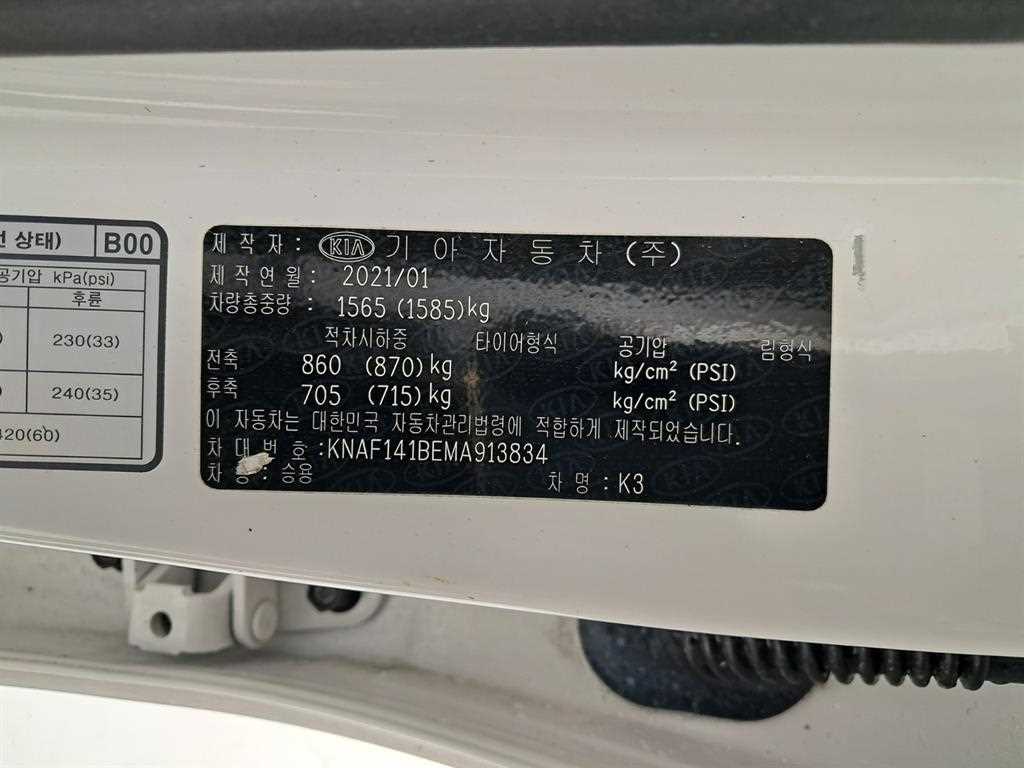 선 상태) B00
공기압 kPa(psi)
후륜
230(33)
240(35)
420(60)
제 작 자 : KIA 기 아 자 동 차 (주)
제 작 연 월 : 2021/01
차량총중량 : 1565 (1585)kg
적차시하중 타이어형식 공기압 림형식
전축 860 (870)kg kg/cm² (PSI)
후축 705 (715)kg kg/cm² (PSI)
이 자동차는 대한민국 자동차관리법령에 적합하게 제작되었습니다.
차 대 번 호 :KNAF141BEMA913834
차 종 : 승용 차 명 : K3